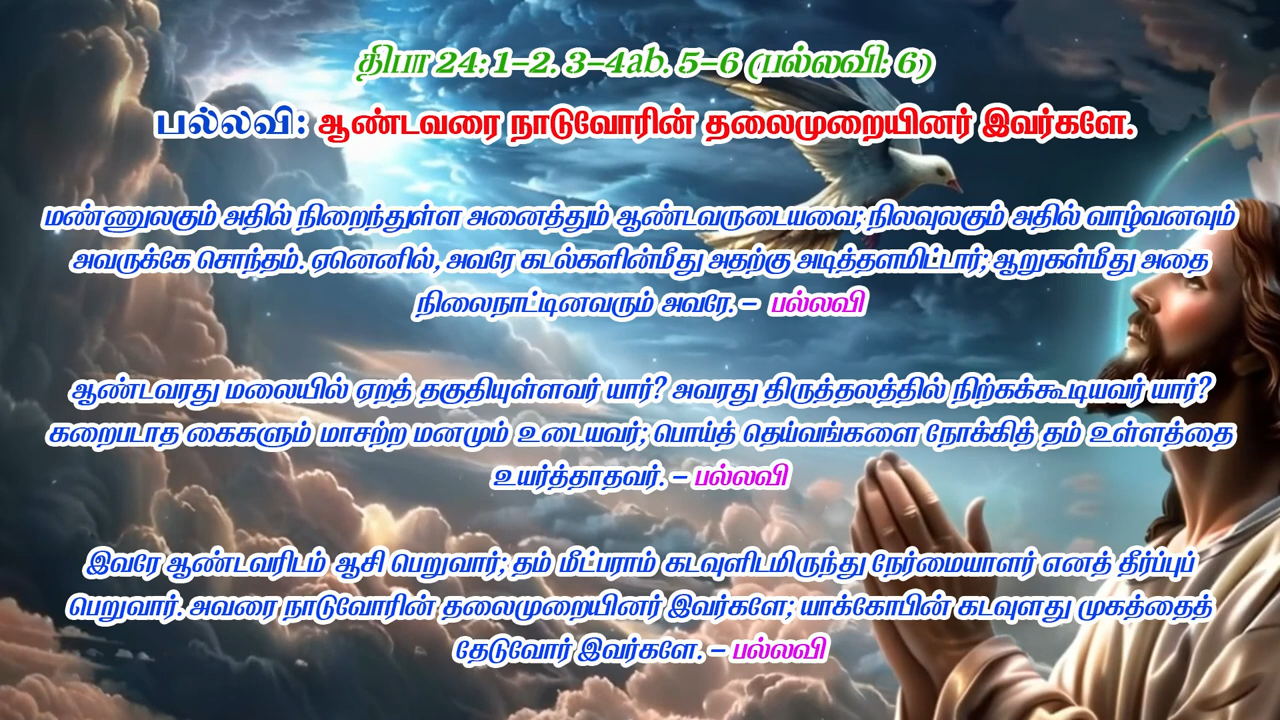 திபா 24: 1-2. 3-4ab. 5-6 (பல்லவி: 6)
பல்லவி: ஆண்டவரை நாடுவோரின் தலைமுறையினர் இவர்களே.
மண்ணுலகும் அதில் நிறைந்துள்ள அனைத்தும் ஆண்டவருடையவை; நிலவுலகும் அதில் வாழ்வனவும்
அவருக்கே சொந்தம். ஏனெனில், அவரே கடல்களின்மீது அதற்கு அடித்தளமிட்டார்; ஆறுகள்மீது அதை
நிலைநாட்டினவரும் அவரே. – பல்லவி
ஆண்டவரது மலையில் ஏறத் தகுதியுள்ளவர் யார்? அவரது திருத்தலத்தில் நிற்கக்கூடியவர் யார்?
கறைபடாத கைகளும் மாசற்ற மனமும் உடையவர்; பொய்த் தெய்வங்களை நோக்கித் தம் உள்ளத்தை
உயர்த்தாதவர். – பல்லவி
இவரே ஆண்டவரிடம் ஆசி பெறுவார்; தம் மீட்பராம் கடவுளிடமிருந்து நேர்மையாளர் எனத் தீர்ப்புப்
பெறுவார். அவரை நாடுவோரின் தலைமுறையினர் இவர்களே; யாக்கோபின் கடவுளது முகத்தைத்
தேடுவோர் இவர்களே. – பல்லவி